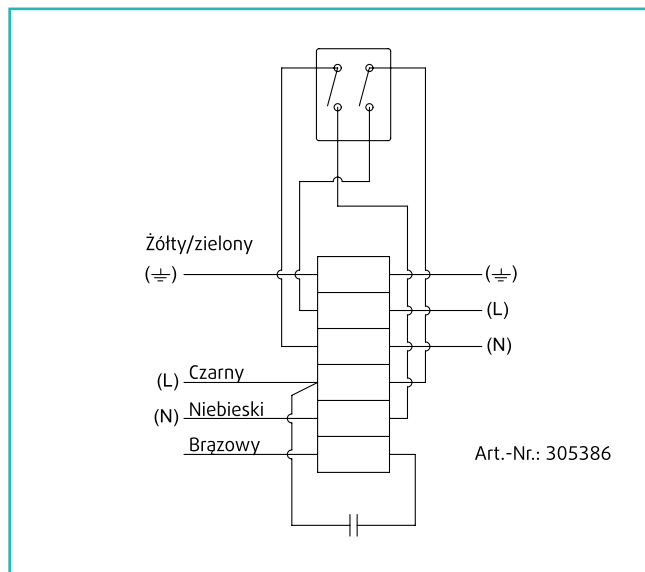 Żółty/zielony
(⏚) (⏚)
(L)
(N)
(L) Czarny
(N) Niebieski
Brązowy
Art.-Nr.: 305386